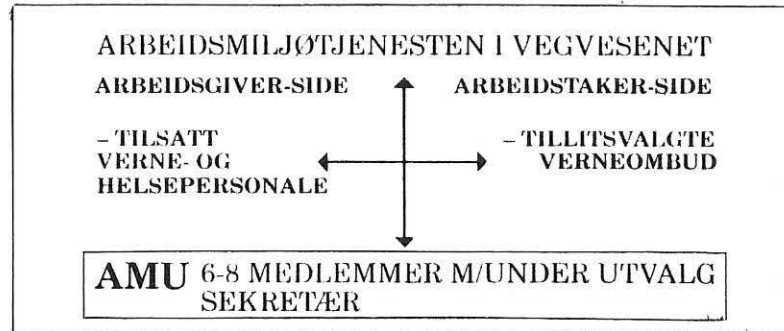 ARBEIDSMILJØTJENESTEN I VEGVESENET
ARBEIDSGIVER-SIDE
– TILSATT
VERNE- OG
HELSEPERSONALE
ARBEIDSTAKER-SIDE
– TILLITSVALGTE
VERNEOMBUD
AMU 6-8 MEDLEMMER M/UNDER UTVALG
SEKRETÆR